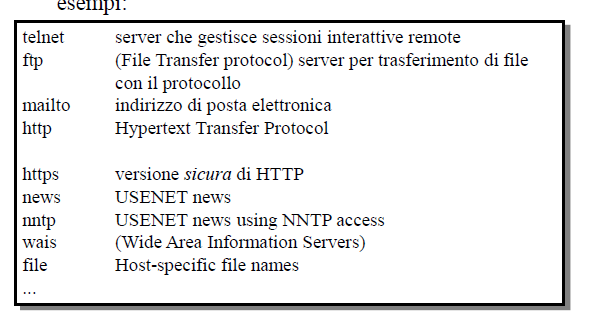 esempi:
telnet server che gestisce sessioni interattive remote
ftp (File Transfer protocol) server per trasferimento di file
con il protocollo
mailto indirizzo di posta elettronica
http Hypertext Transfer Protocol
https versione sicura di HTTP
news USENET news
nntp USENET news using NNTP access
wais (Wide Area Information Servers)
file Host-specific file names
...